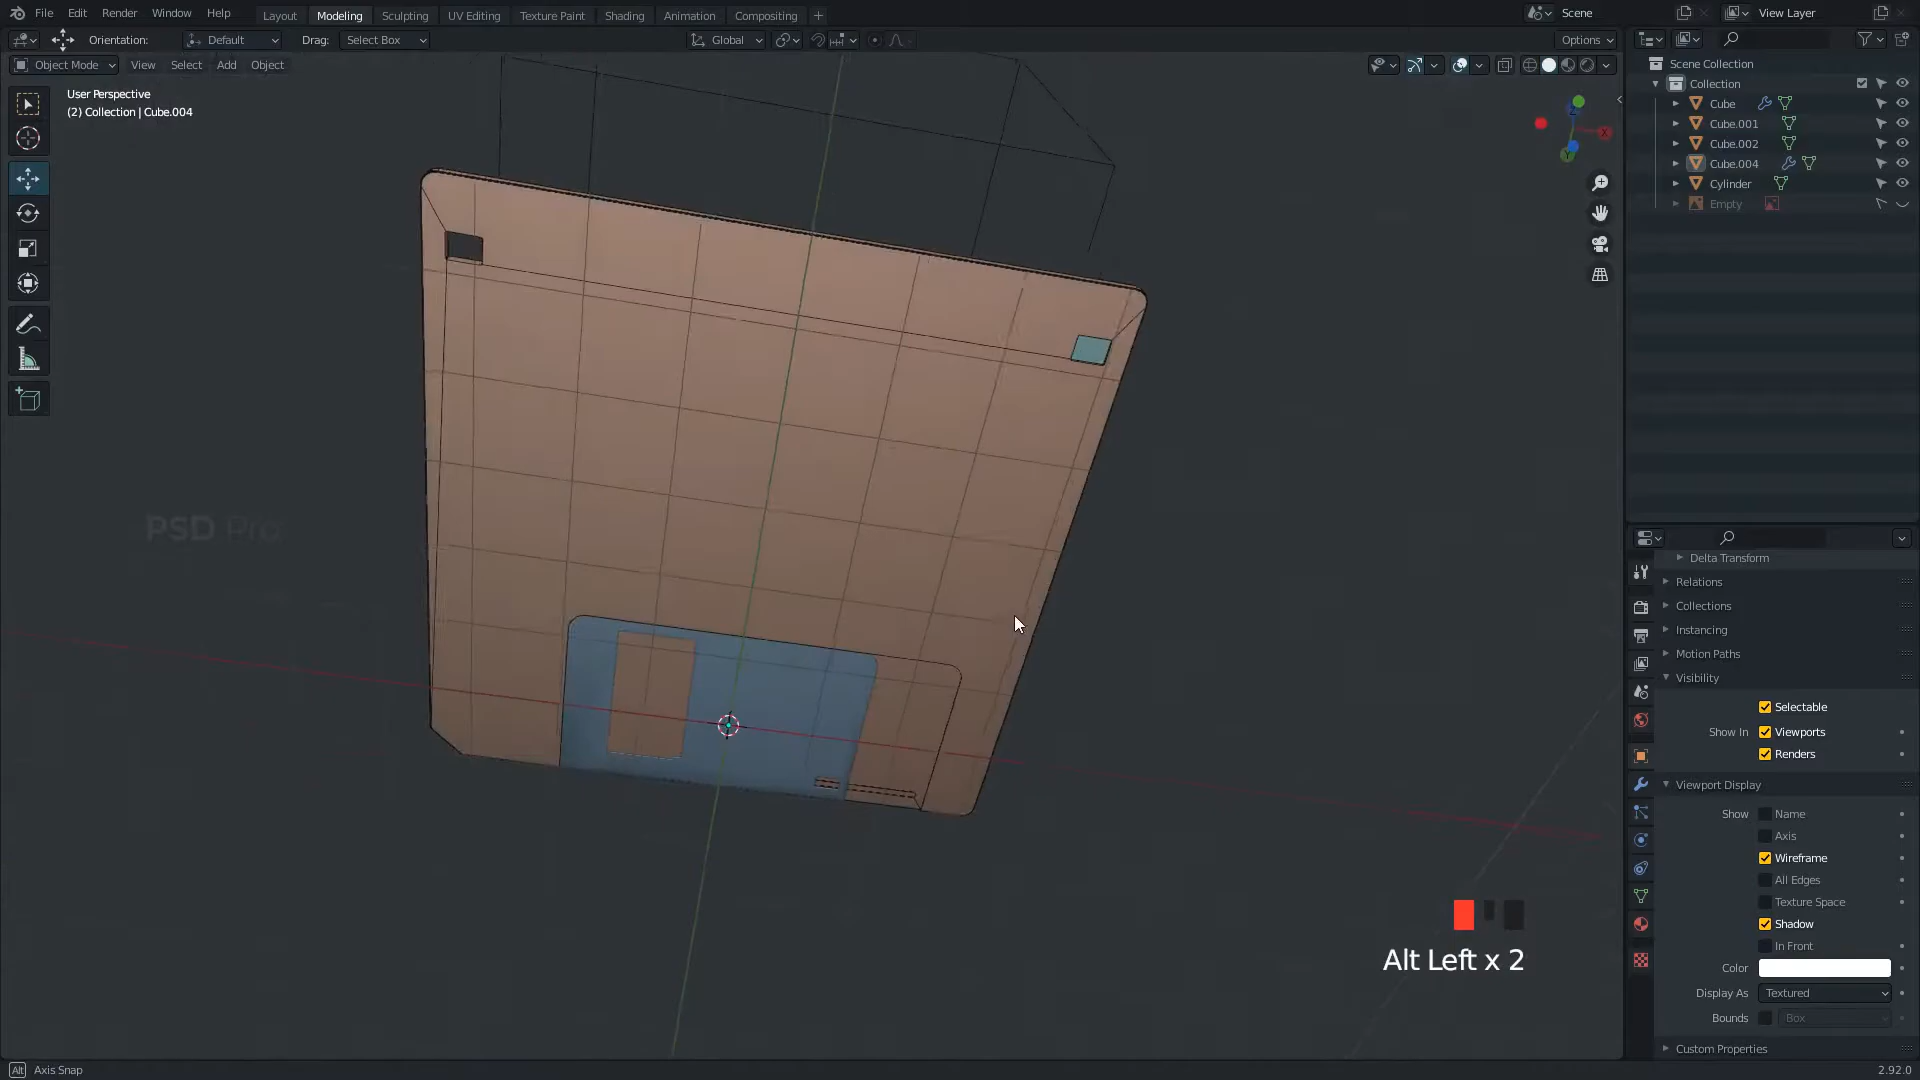 File Edit Render Window Help
Layout Modeling Sculpting UV Editing Texture Paint Shading Animation Compositing +
Scene
View Layer
Orientation: Default Drag: Select Box
Global
Options
Object Mode View Select Add Object
User Perspective
(2) Collection | Cube.004
Z
X
Y
Scene Collection
Collection
Cube
Cube.001
Cube.002
Cube.004
Cylinder
Empty
PSD
Delta Transform
Relations
Collections
Instancing
Motion Paths
Visibility
Selectable
Show In Viewports
Renders
Viewport Display
Show Name
Axis
Wireframe
All Edges
Texture Space
Shadow
In Front
Color
Display As Textured
Bounds Box
Custom Properties
Alt Left x 2
Alt Axis Snap
2.92.0